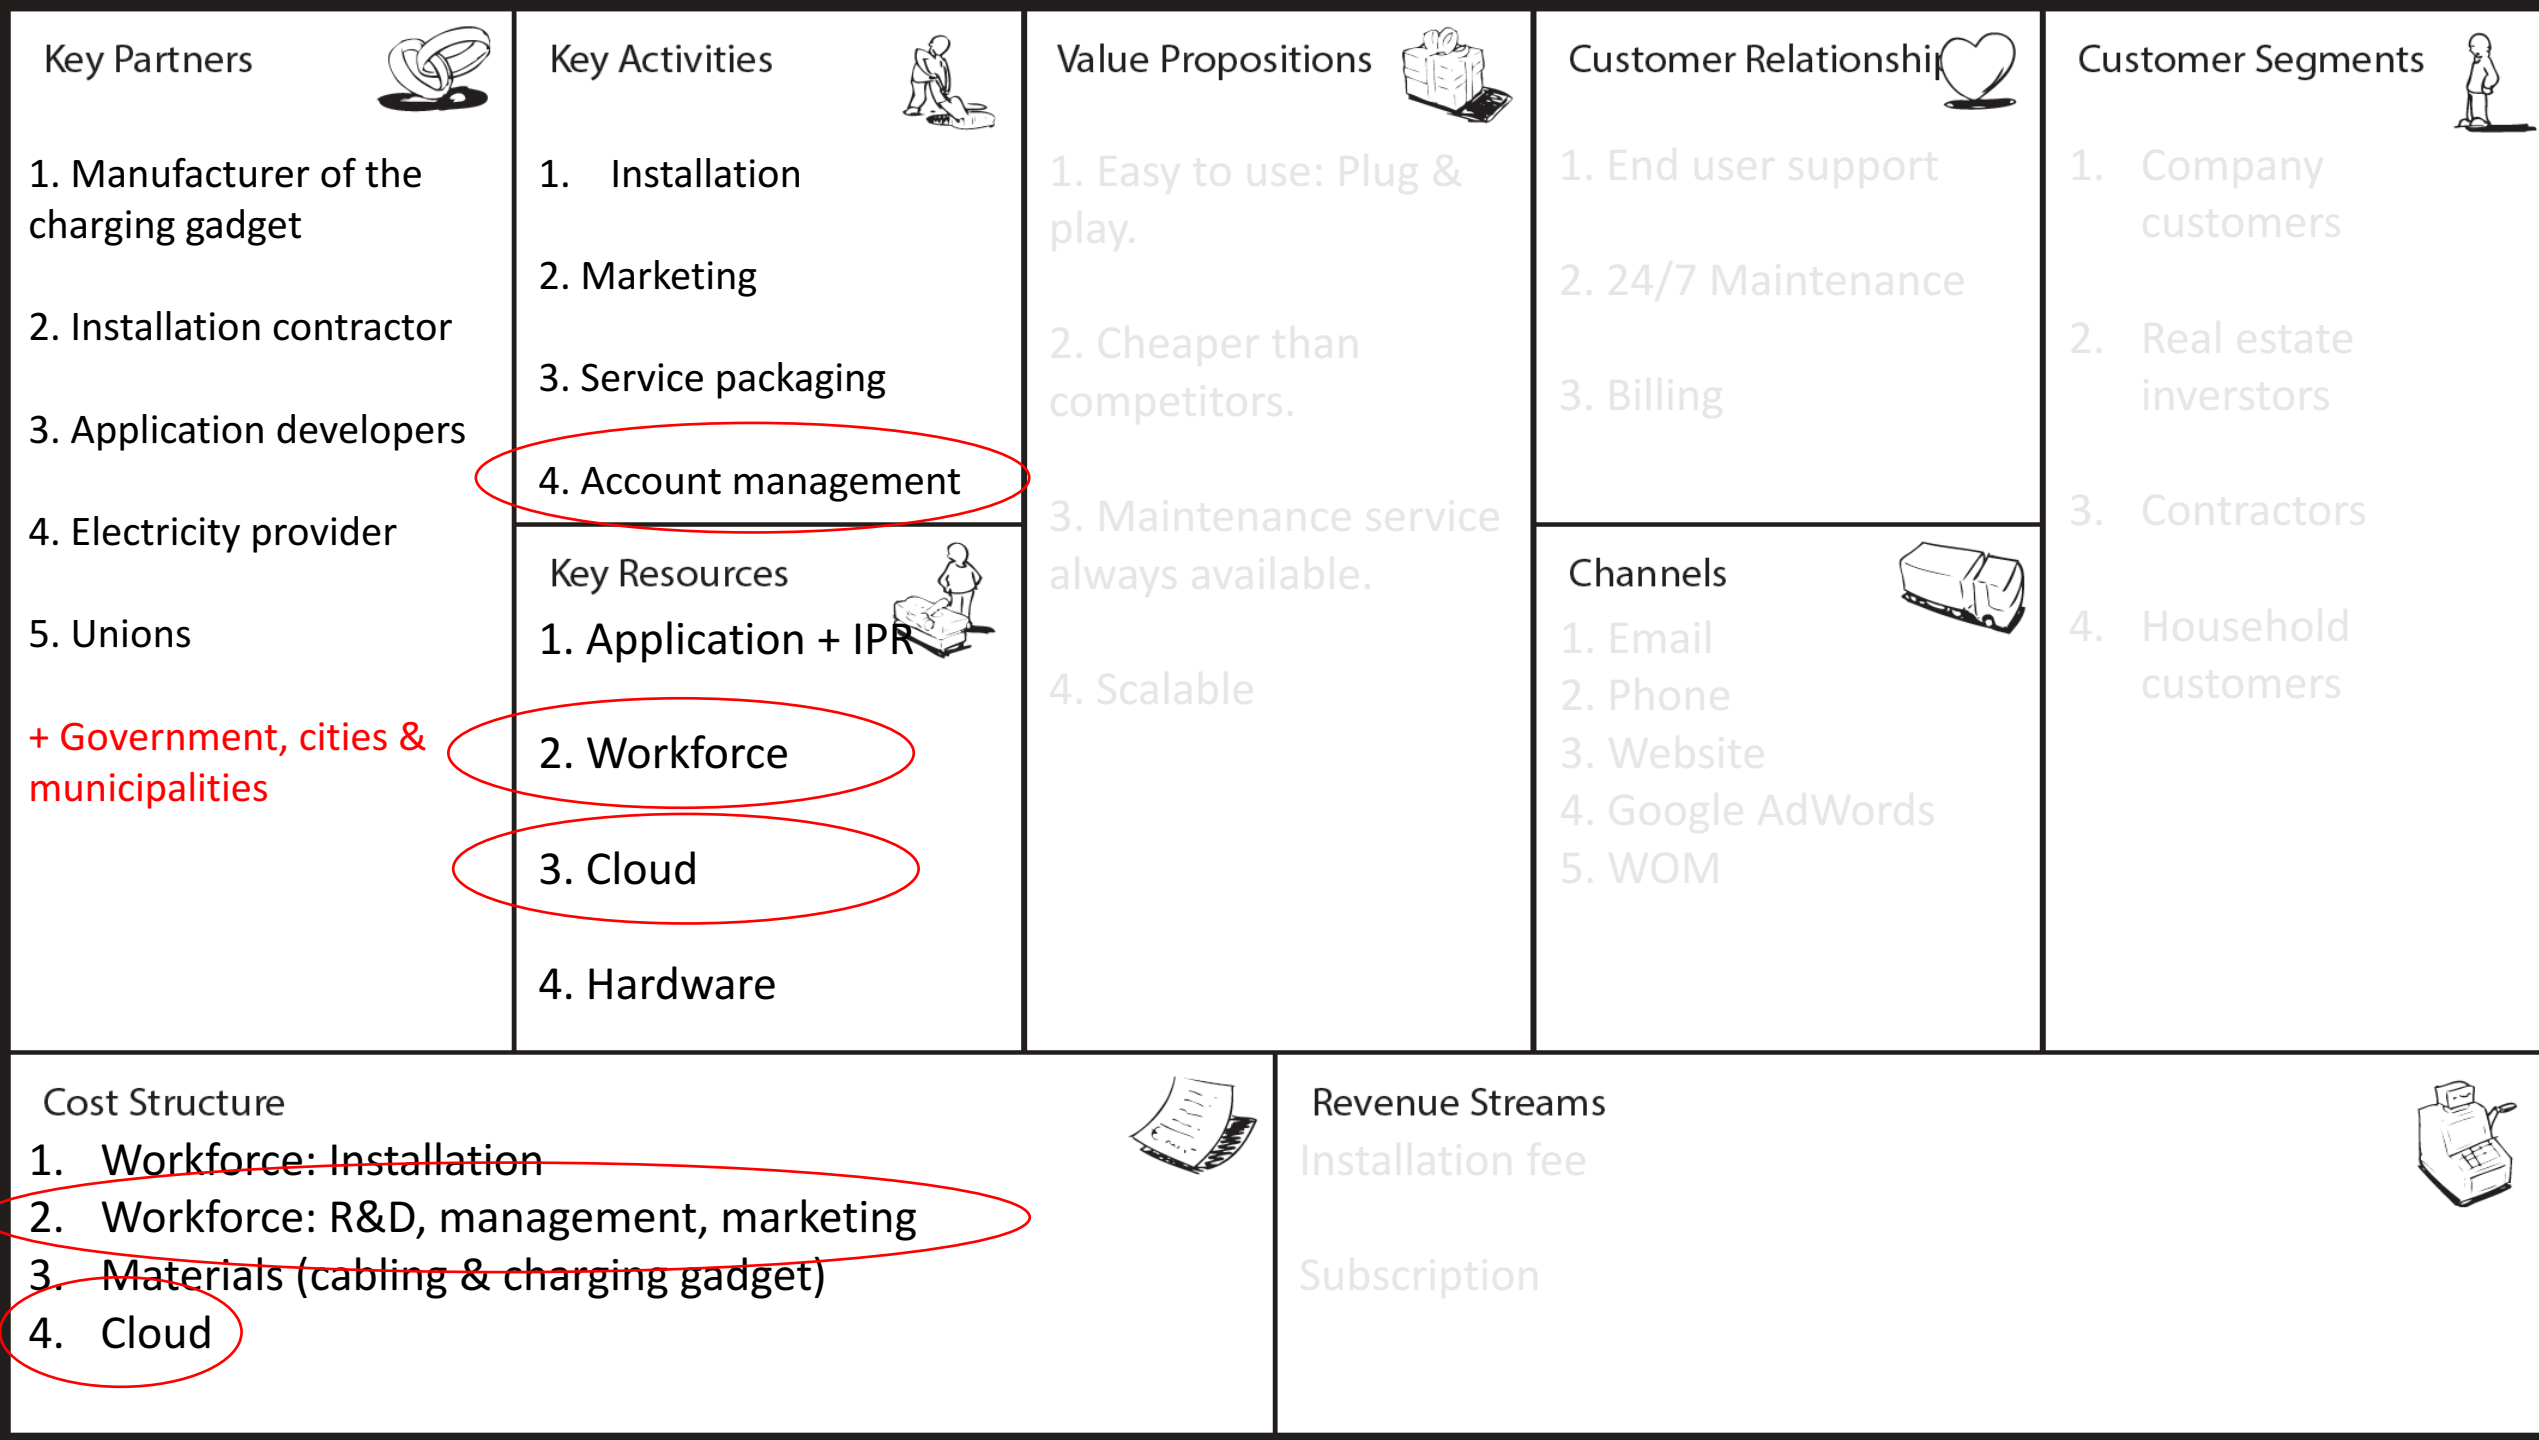 Key Partners
1. Manufacturer of the
charging gadget
2. Installation contractor
3. Application developers
4. Electricity provider
5. Unions
+ Government, cities &
municipalities
Key Activities
1. Installation
2. Marketing
3. Service packaging
4. Account management
Key Resources
1. Application + IPR
2. Workforce
3. Cloud
4. Hardware
Value Propositions
1. Easy to use: Plug &
play.
2. Cheaper than
competitors.
3. Maintenance service
always available.
4. Scalable
Customer Relationship
1. End user support
2. 24/7 Maintenance
3. Billing
Channels
1. Email
2. Phone
3. Website
4. Google AdWords
5. WOM
Customer Segments
1. Company
customers
2. Real estate
inverstors
3. Contractors
4. Household
customers
Cost Structure
1. Workforce: Installation
2. Workforce: R&D, management, marketing
3. Materials (cabling & charging gadget)
4. Cloud
Revenue Streams
Installation fee
Subscription